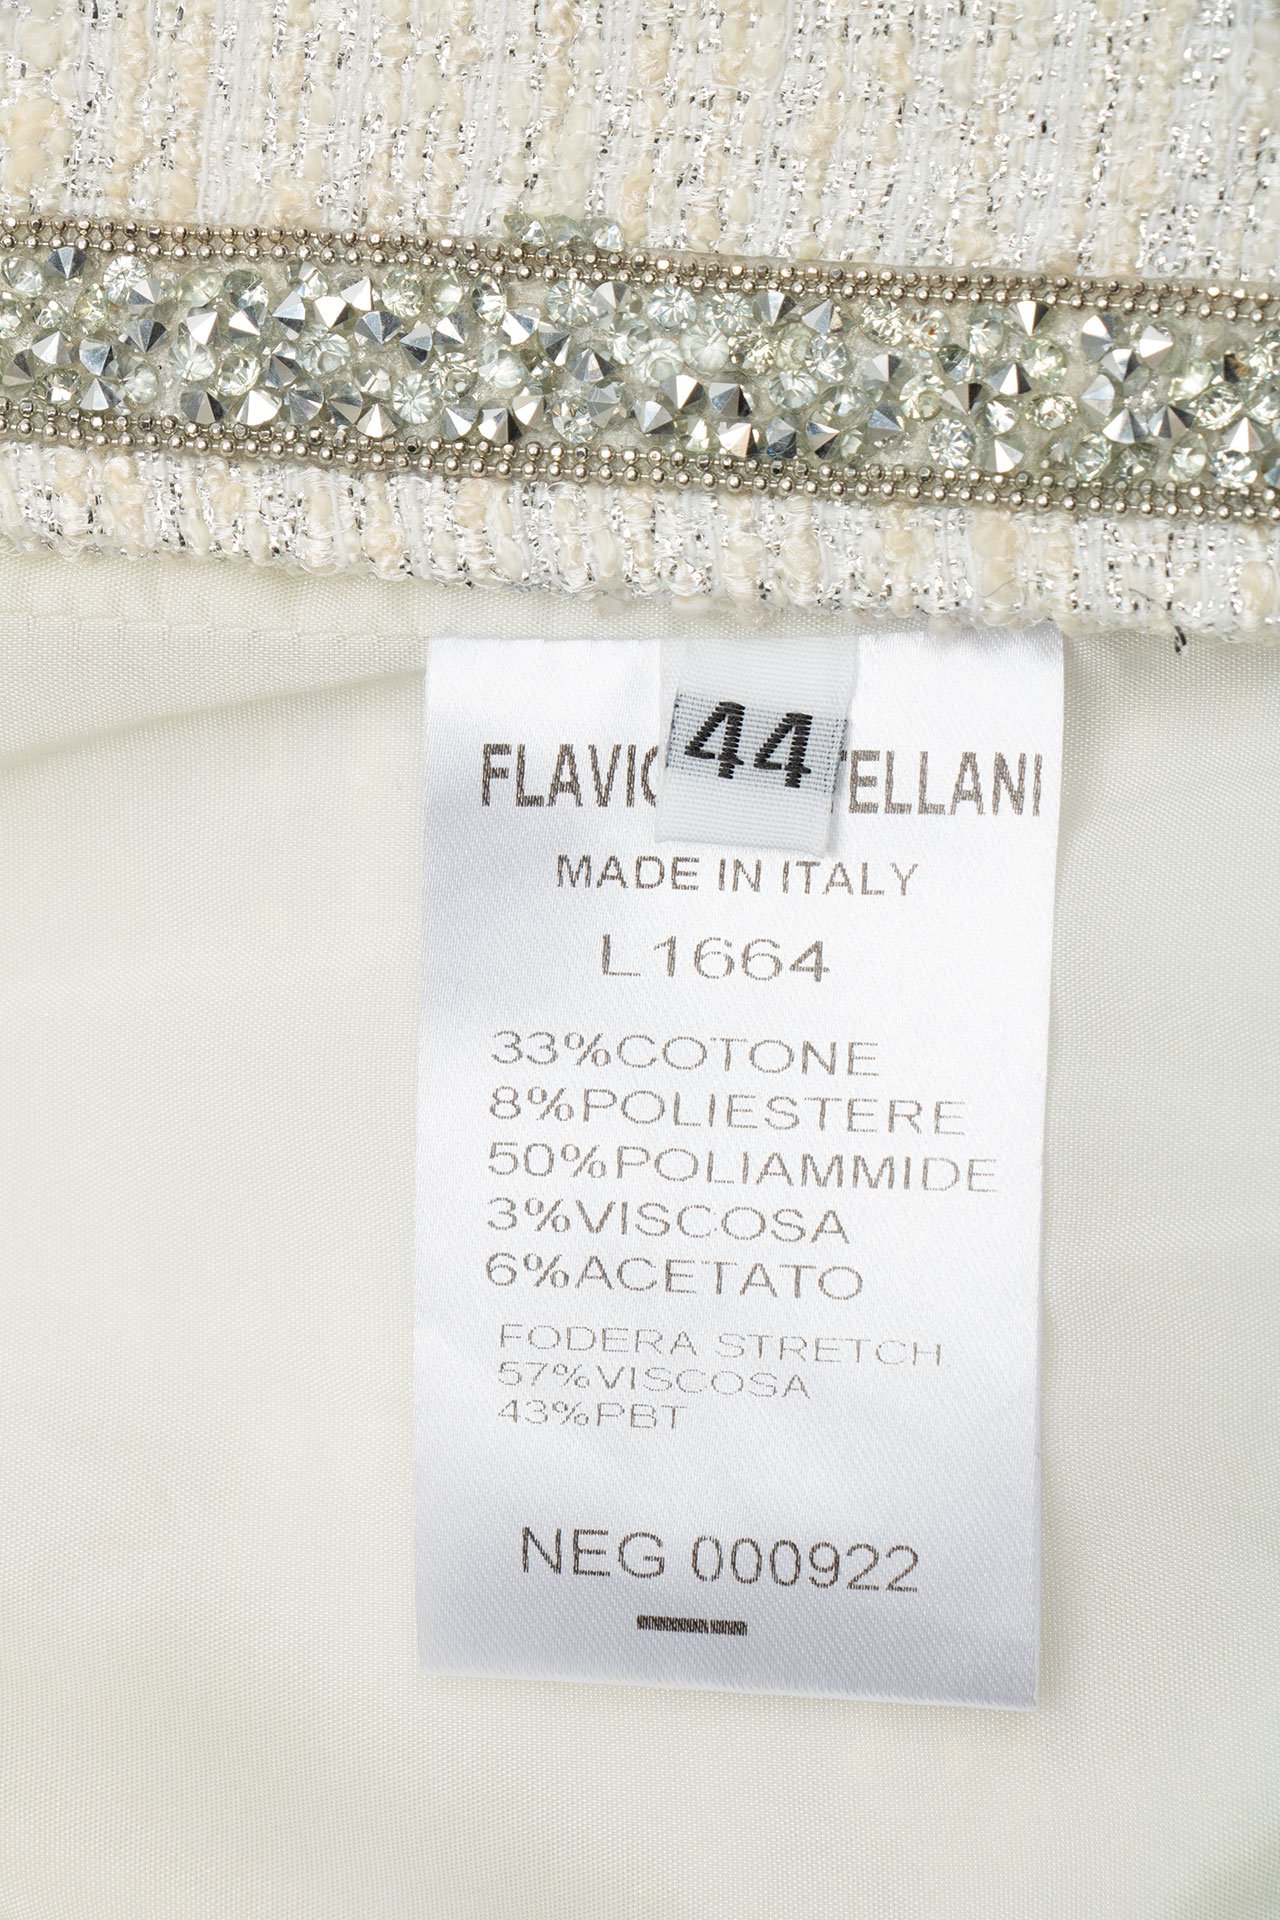 44
FLAVIO TELLANI
MADE IN ITALY
L1664
33%COTONE
8%POLIESTERE
50%POLIAMMIDE
3%VISCOSA
6%ACETATO
FODERA STRETCH
57%VISCOSA
43%PBT
NEG 000922